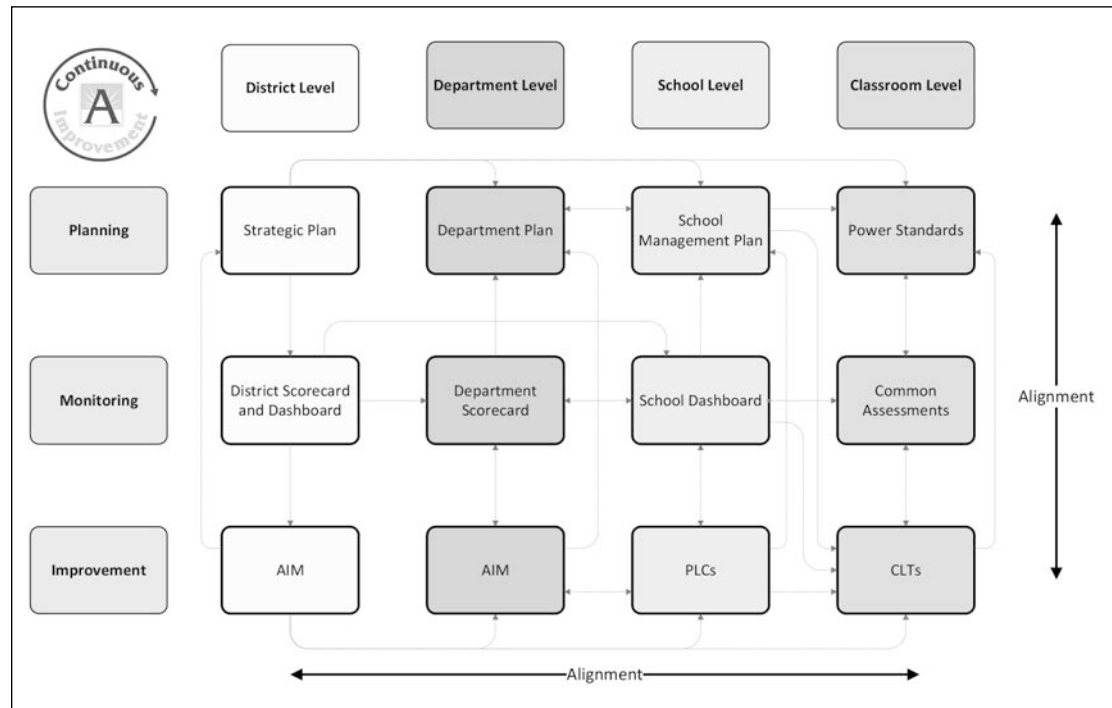 Continuous
A
Improvement
District Level
Department Level
School Level
Classroom Level
Planning
Strategic Plan
Department Plan
School
Management Plan
Power Standards
Monitoring
District Scorecard
and Dashboard
Department
Scorecard
School Dashboard
Common
Assessments
Alignment
Improvement
AIM
AIM
PLCs
CLTs
Alignment